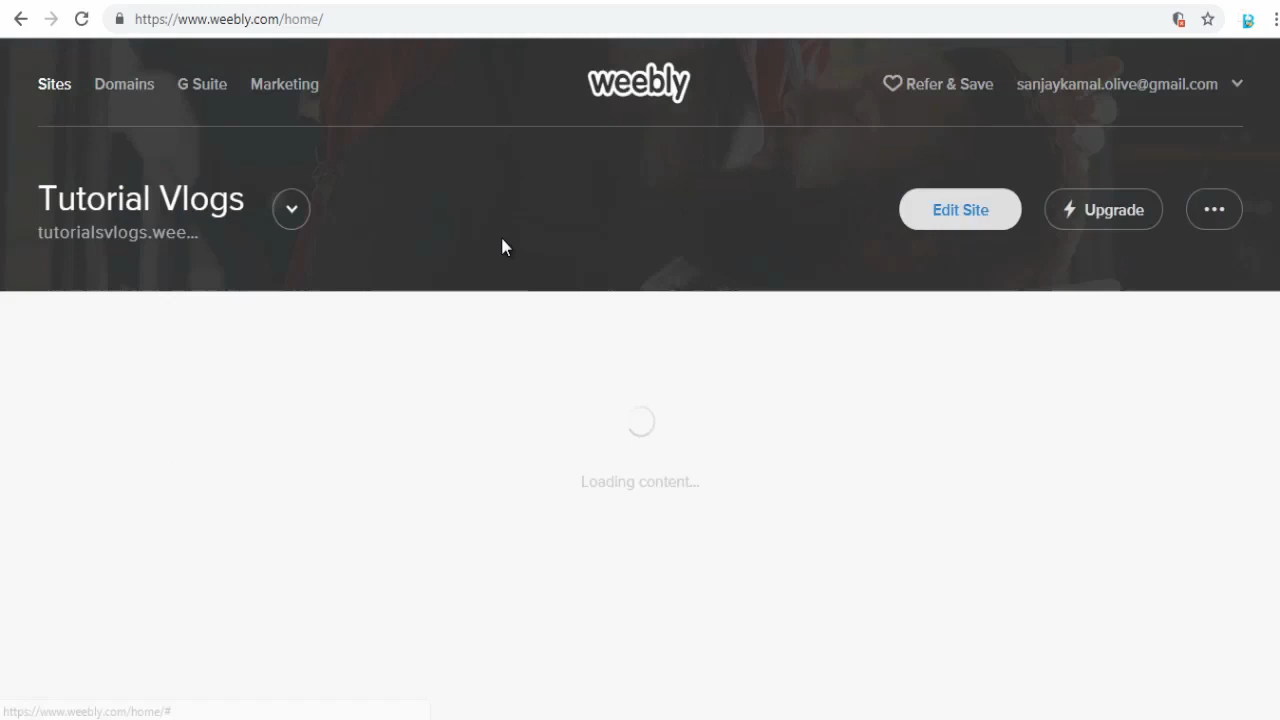 https://www.weebly.com/home/
Sites Domains G Suite Marketing weebly Refer & Save sanjaykamal.olive@gmail.com
Tutorial Vlogs
tutorialsvlogs.wee...
Edit Site Upgrade
Loading content...
https://www.weebly.com/home/#